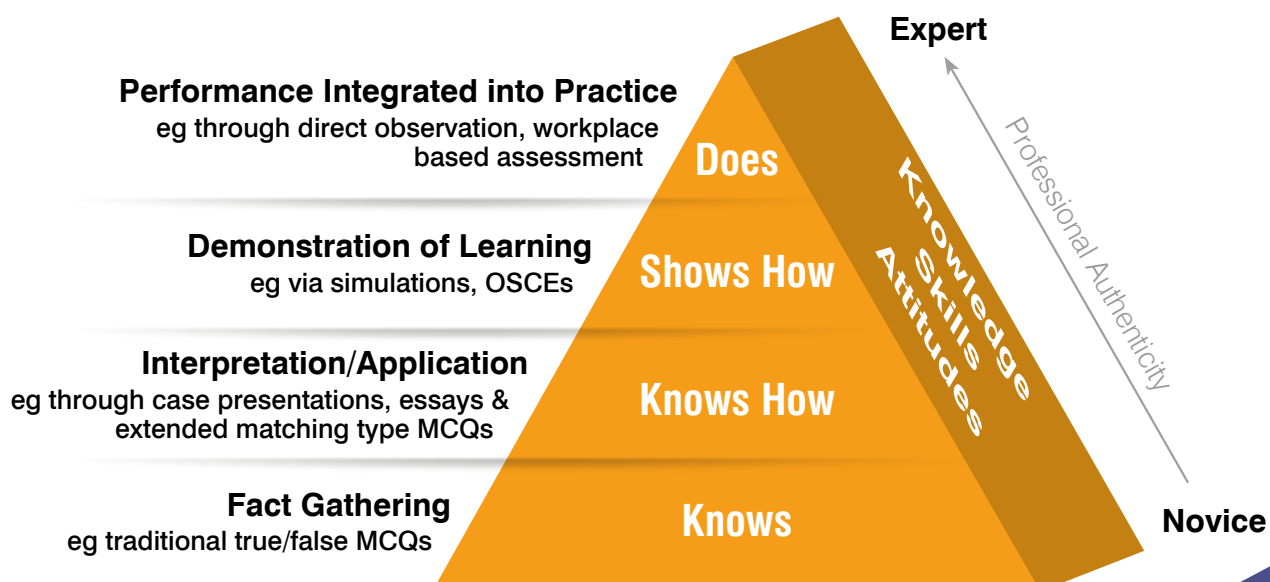 Expert
Performance Integrated into Practice
eg through direct observation, workplace
based assessment
Does
Professional Authenticity
Knowledge
Skills
Attitudes
Demonstration of Learning
eg via simulations, OSCEs
Shows How
Interpretation/Application
eg through case presentations, essays &
extended matching type MCQs
Knows How
Fact Gathering
eg traditional true/false MCQs
Knows
Novice